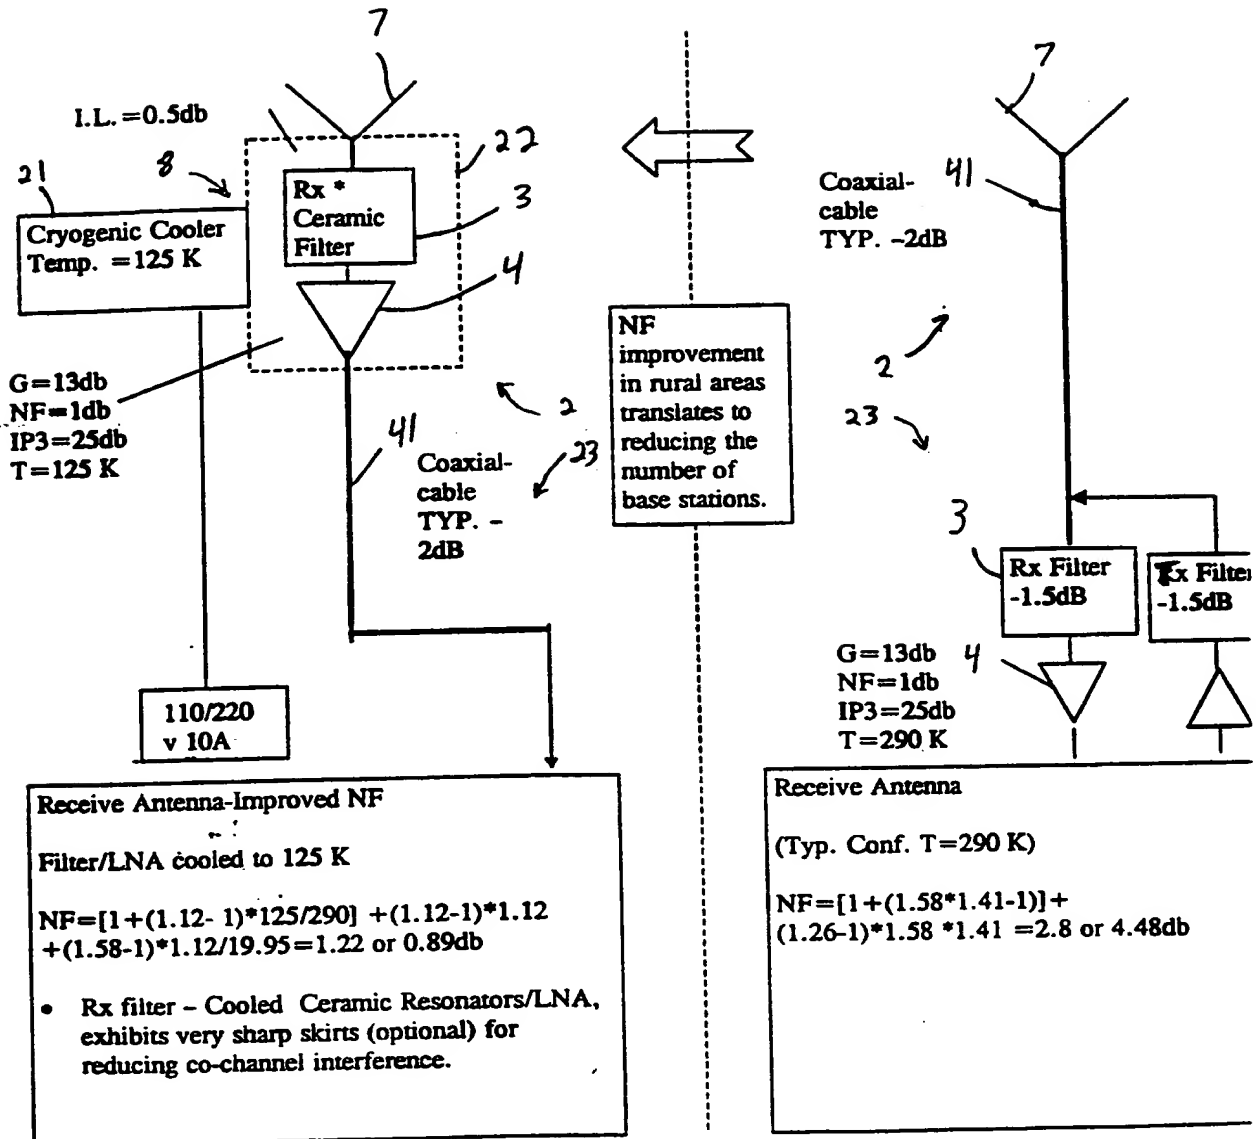 7
I.L.=0.5db
8
22
21
Rx *
Ceramic
Filter
3
Cryogenic Cooler
Temp. =125 K
4
G=13db
NF=1db
IP3=25db
T=125 K
2
41
Coaxial-
cable
TYP. -
2dB
23
110/220
v 10A
Receive Antenna-Improved NF
Filter/LNA cooled to 125 K
NF=[1+(1.12- 1)*125/290] +(1.12-1)*1.12
+(1.58-1)*1.12/19.95=1.22 or 0.89db
• Rx filter – Cooled Ceramic Resonators/LNA,
exhibits very sharp skirts (optional) for
reducing co-channel interference.
NF
improvement
in rural areas
translates to
reducing the
number of
base stations.
7
Coaxial-
cable
TYP. -2dB
41
2
23
3
Rx Filter
-1.5dB
Tx Filter
-1.5dB
G=13db
NF=1db
IP3=25db
T=290 K
4
Receive Antenna
(Typ. Conf. T=290 K)
NF=[1+(1.58*1.41-1)]+
(1.26-1)*1.58 *1.41 =2.8 or 4.48db